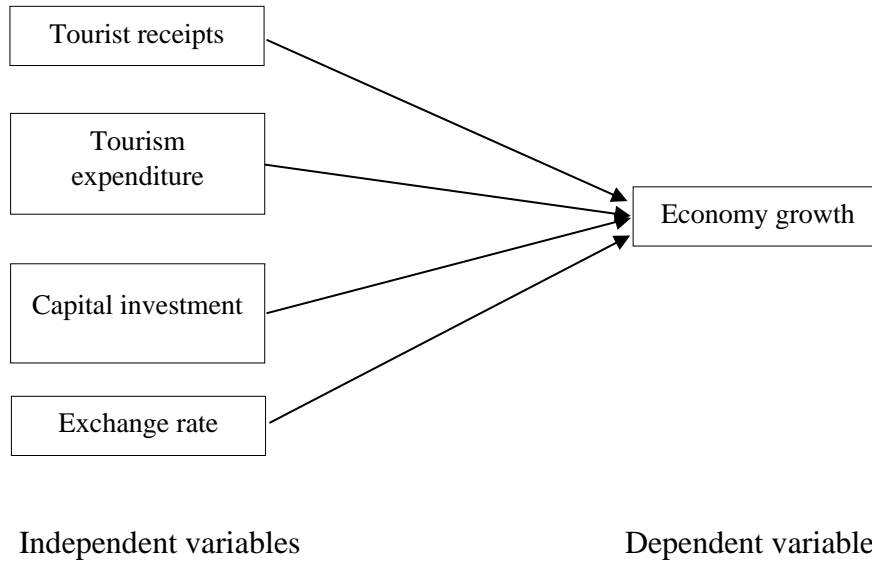 Tourist receipts
Tourism
expenditure
Economy growth
Capital investment
Exchange rate
Independent variables
Dependent variable